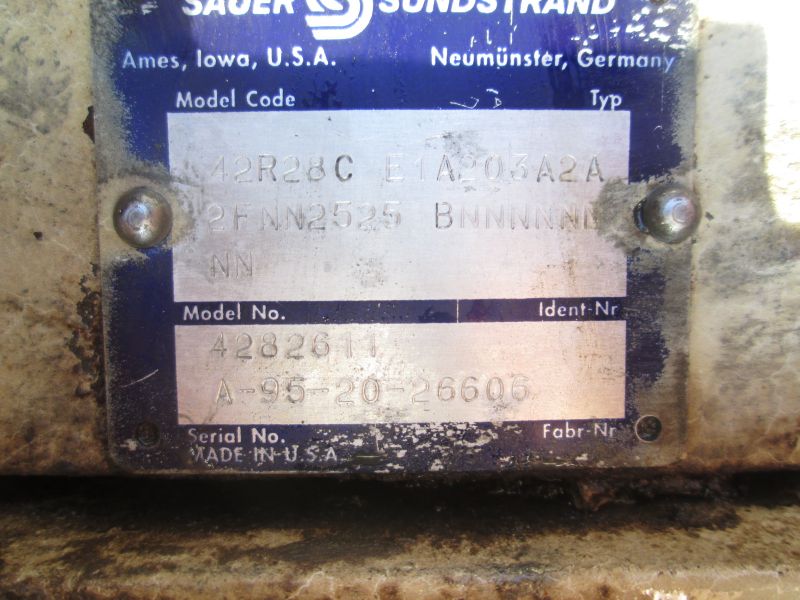 SAUER SUNDSTRAND
Ames, Iowa, U.S.A. Neumünster, Germany
Model Code Typ
42R28C E1A203A2A
2FNN2525 BNNNNNN
NN
Model No. Ident-Nr
4282611
A-95-20-26606
Serial No. Fabr-Nr
MADE IN U.S.A